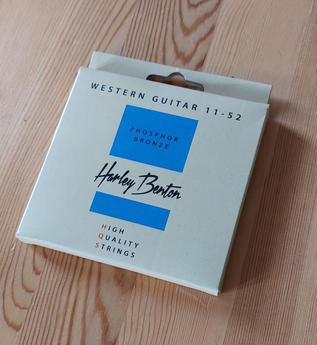 WESTERN GUITAR 11-52
PHOSPHOR
BRONZE
Harley Benton
HIGH
QUALITY
STRINGS